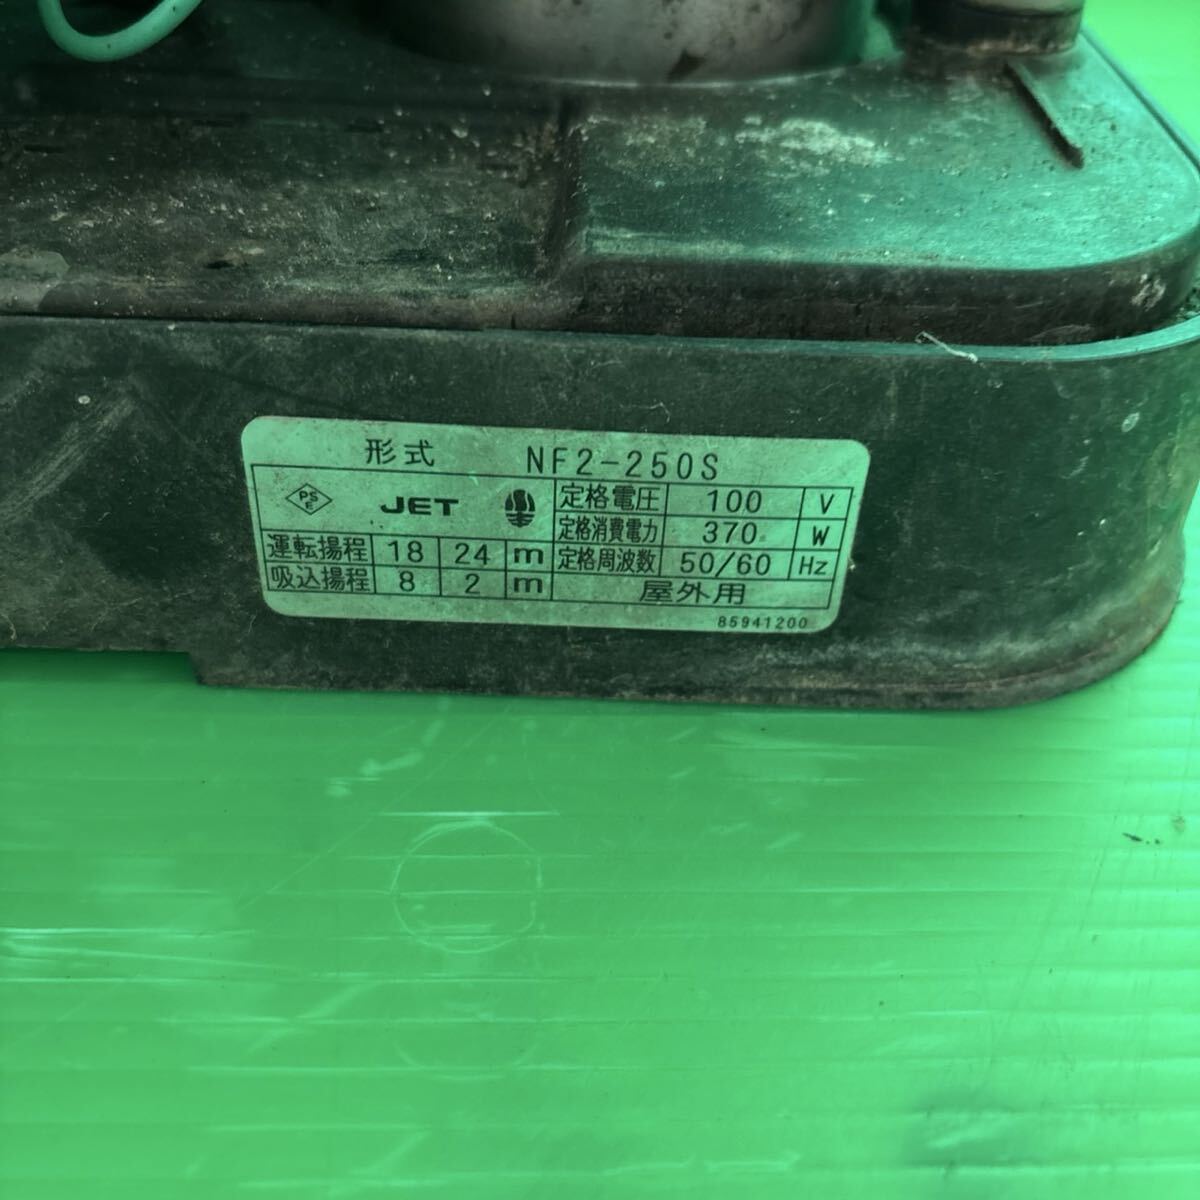 形式 NF2-250S
PS E JET 定格電圧 100 V
定格消費電力 370 W
運転揚程 18 24 m 定格周波数 50/60 Hz
吸込揚程 8 2 m 屋外用
85941200